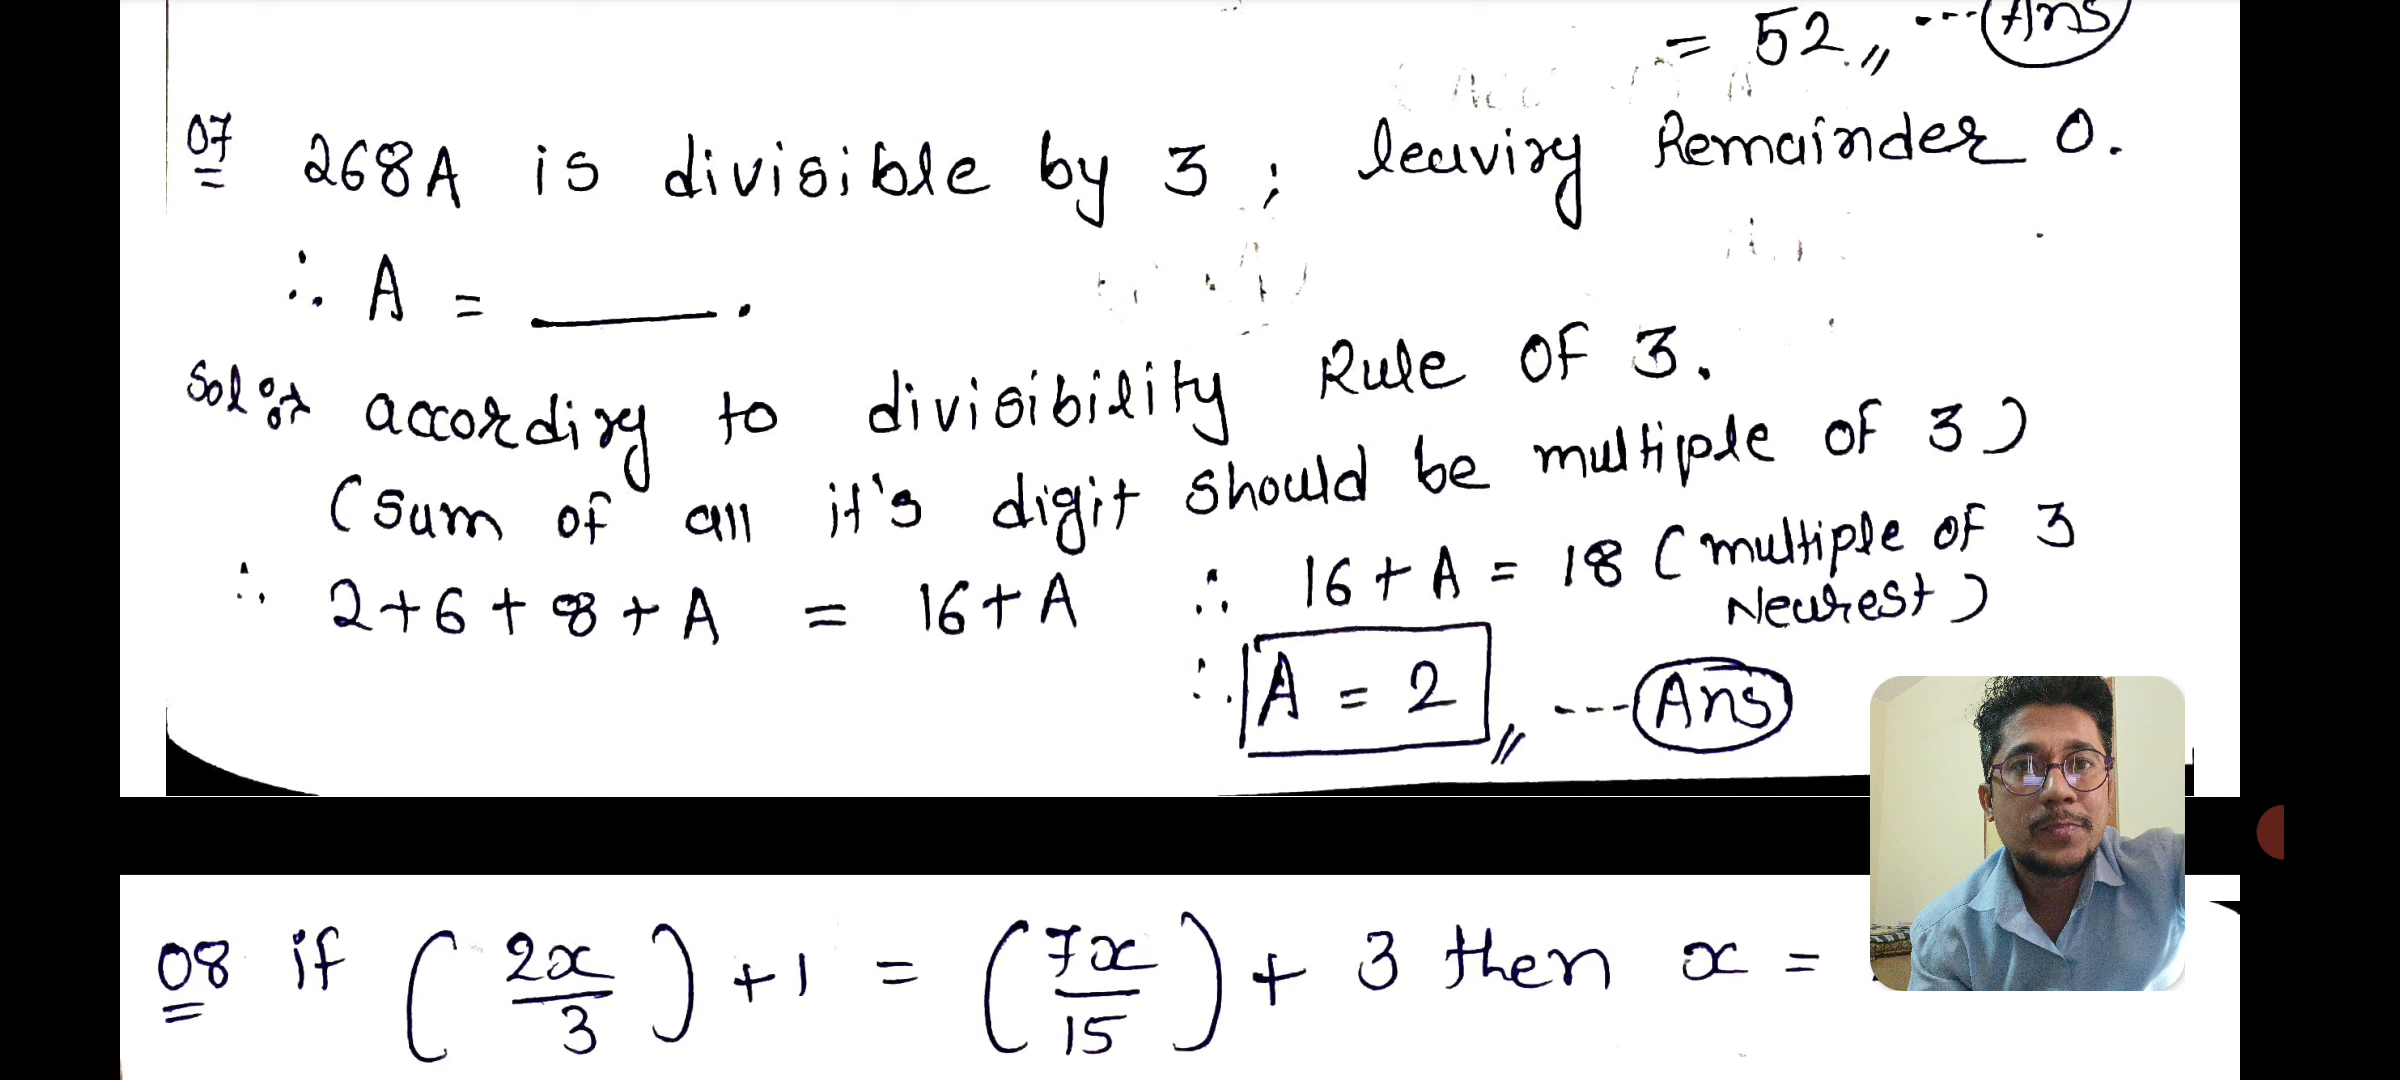 = 52 ,, ---(Ans)
07 268A is divisible by 3 ; leaving Remainder 0.
∴ A = ______ .
Solⁿ: according to divisibility Rule of 3.
(sum of all it's digit should be multiple of 3)
∴ 2+6+8+A = 16+A ∴ 16+A = 18 (multiple of 3
Nearest)
∴ A = 2 ,, ---(Ans)
08 if (2x/3) + 1 = (7x/15) + 3 then x =